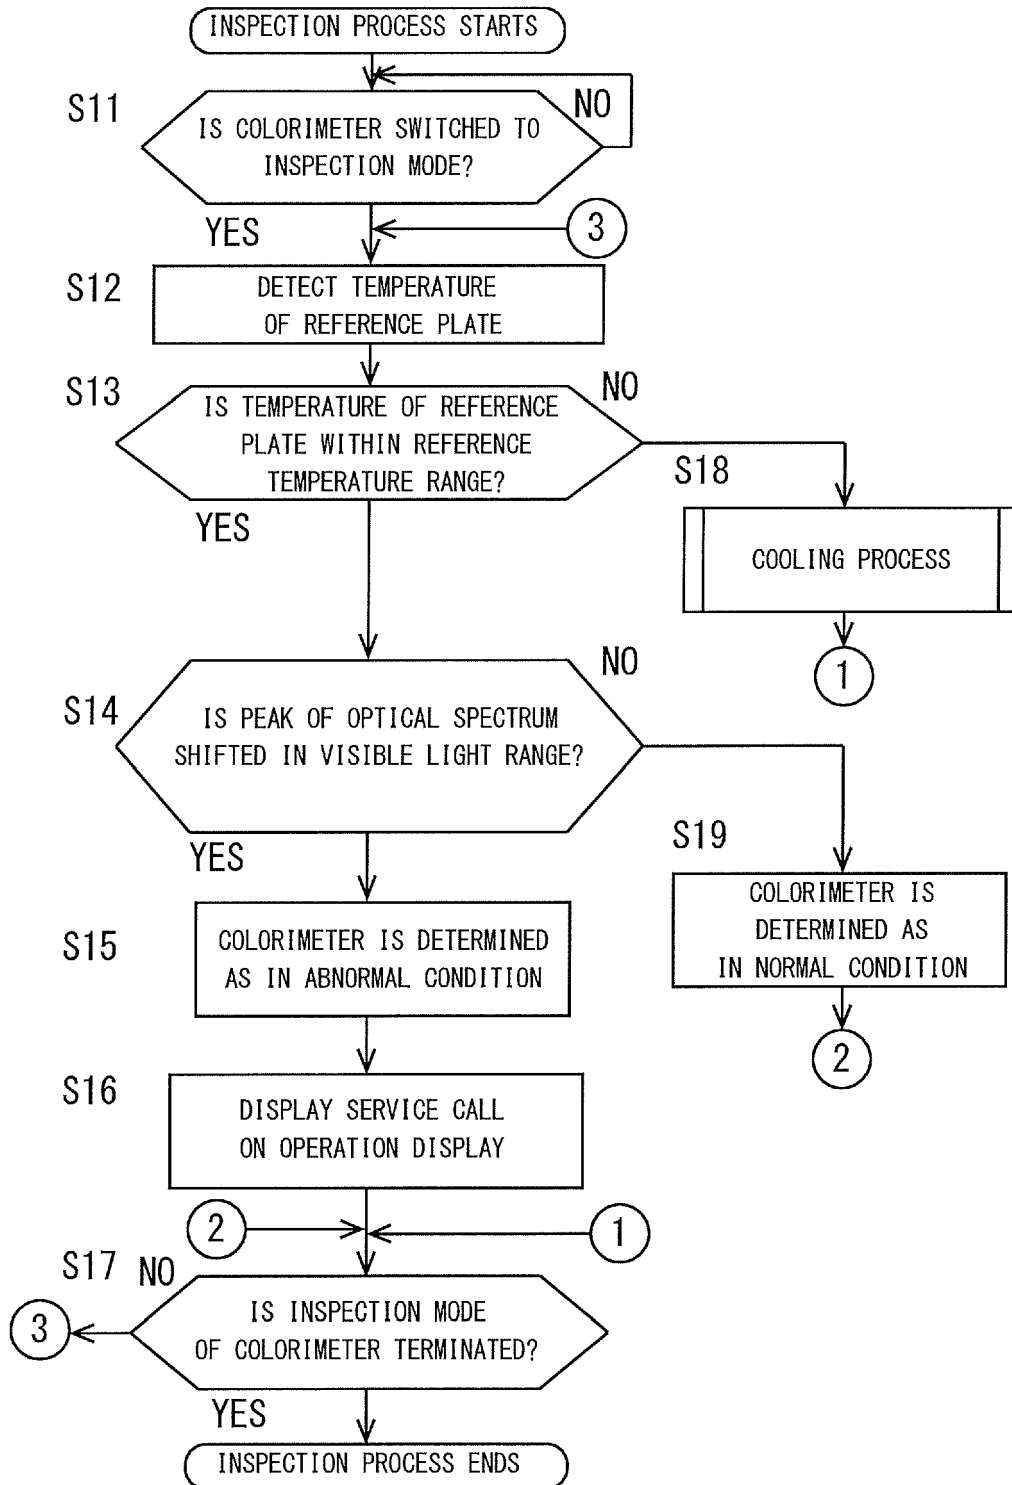 INSPECTION PROCESS STARTS
S11
NO
IS COLORIMETER SWITCHED TO
INSPECTION MODE?
YES
3
S12
DETECT TEMPERATURE
OF REFERENCE PLATE
S13
NO
IS TEMPERATURE OF REFERENCE
PLATE WITHIN REFERENCE
TEMPERATURE RANGE?
YES
S18
COOLING PROCESS
1
S14
NO
IS PEAK OF OPTICAL SPECTRUM
SHIFTED IN VISIBLE LIGHT RANGE?
YES
S19
COLORIMETER IS
DETERMINED AS
IN NORMAL CONDITION
2
S15
COLORIMETER IS DETERMINED
AS IN ABNORMAL CONDITION
S16
DISPLAY SERVICE CALL
ON OPERATION DISPLAY
2
1
S17
NO
3
IS INSPECTION MODE
OF COLORIMETER TERMINATED?
YES
INSPECTION PROCESS ENDS